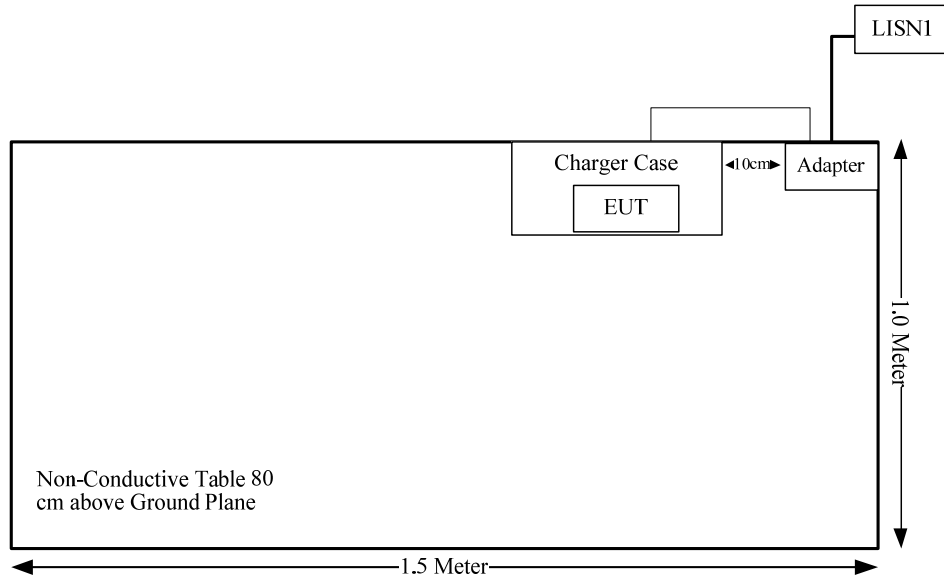 LISN1
Charger Case
10cm
Adapter
EUT
1.0 Meter
Non-Conductive Table 80
cm above Ground Plane
1.5 Meter